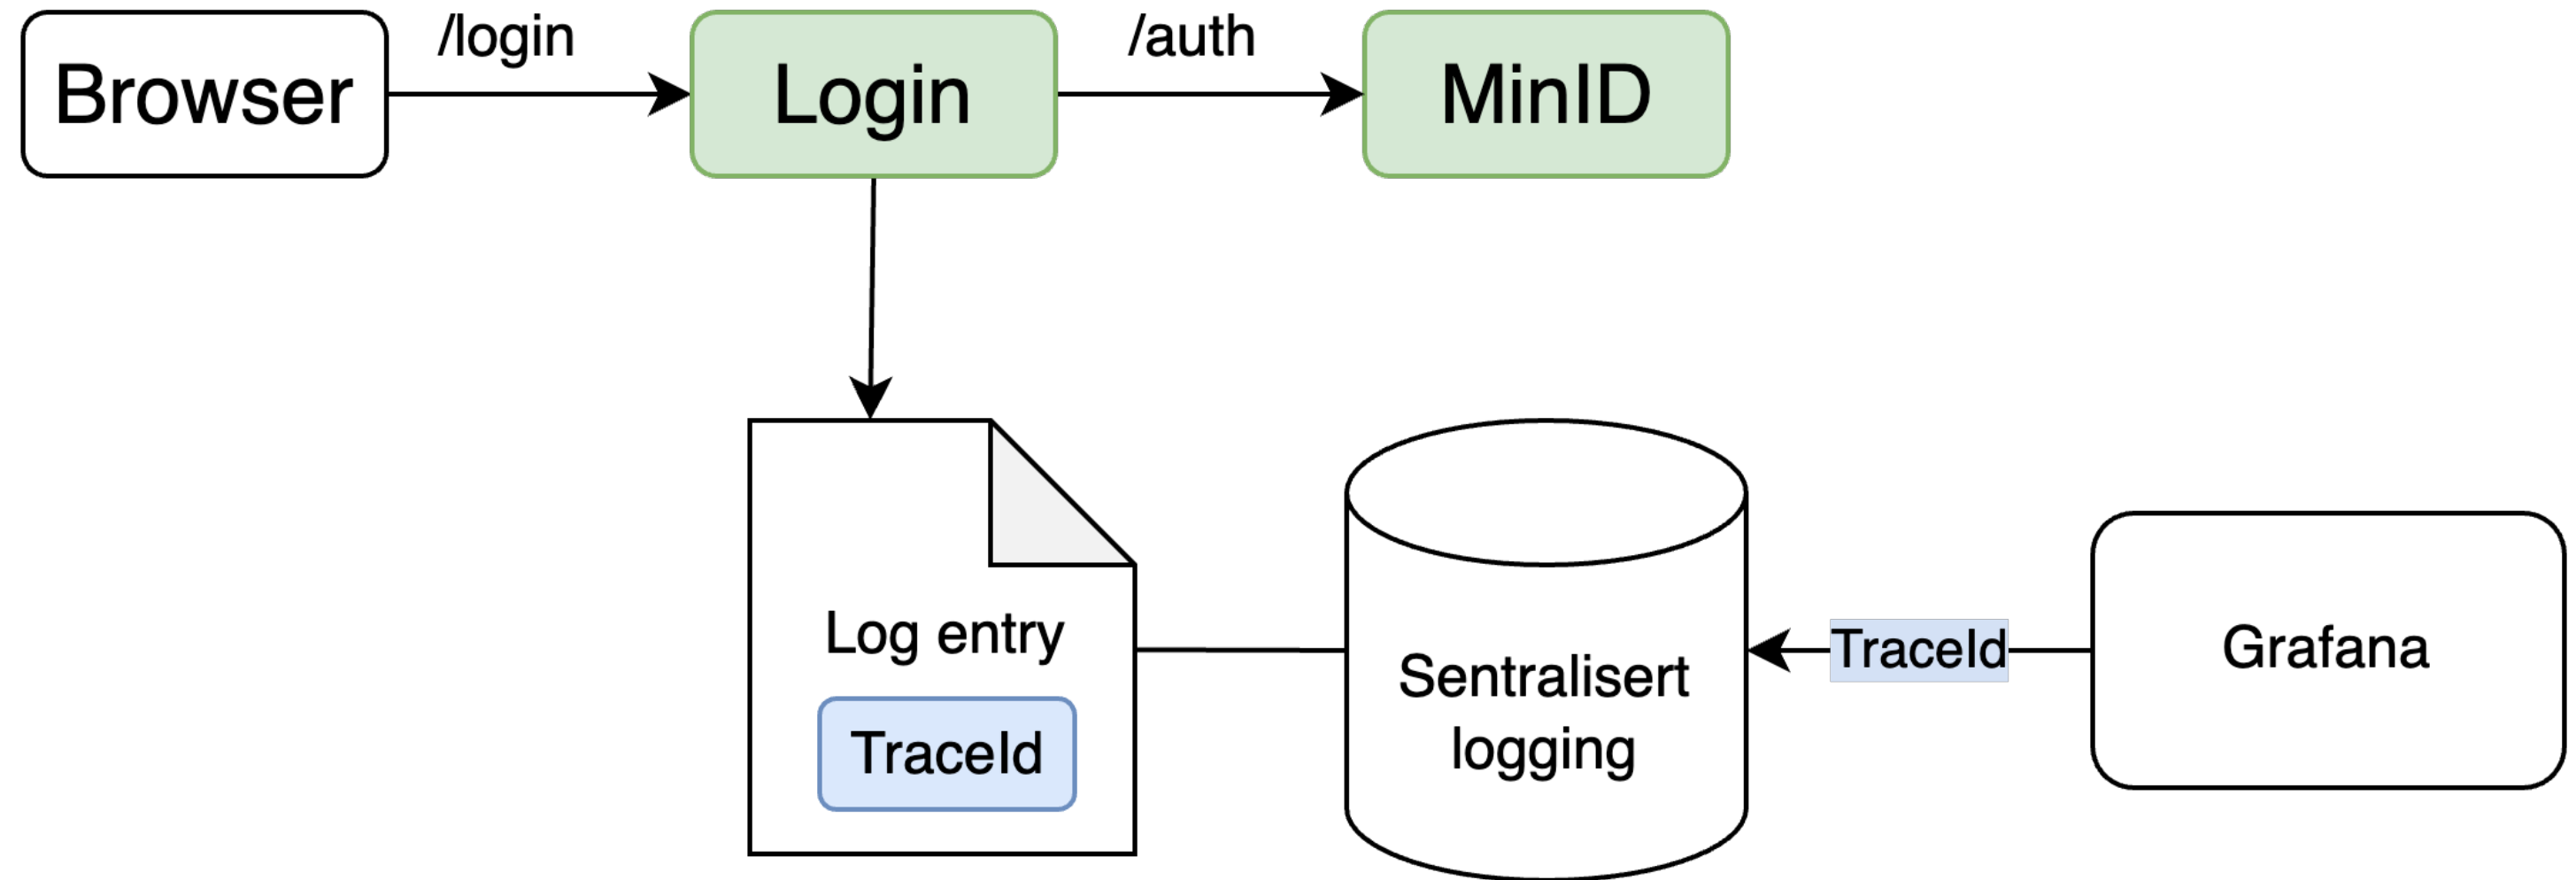 Browser
/login
Login
/auth
MinID
Log entry
TraceId
Sentralisert
logging
TraceId
Grafana